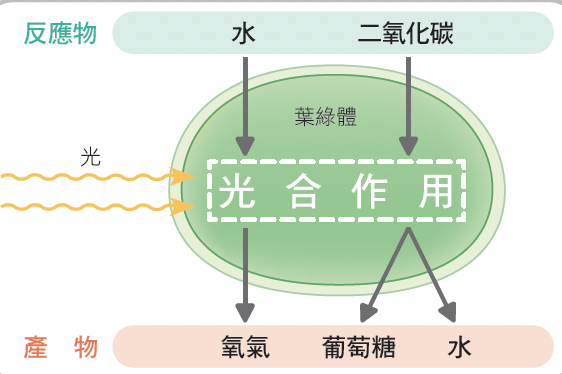 反應物 水 二氧化碳
葉綠體
光
光合作用
產物 氧氣 葡萄糖 水